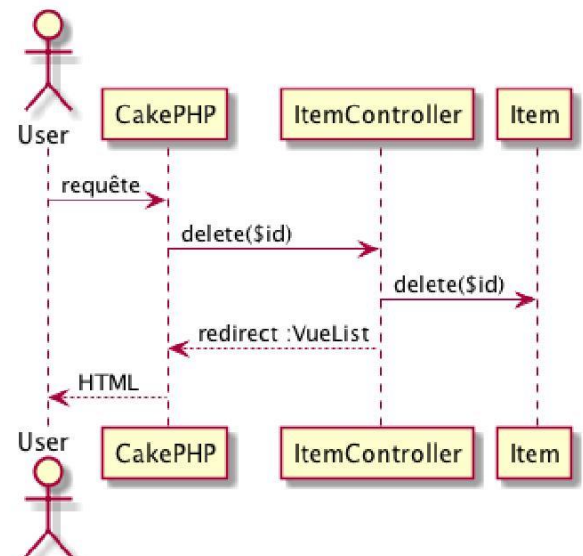 User
CakePHP
ItemController
Item
requête
delete($id)
delete($id)
redirect :VueList
HTML
User
CakePHP
ItemController
Item